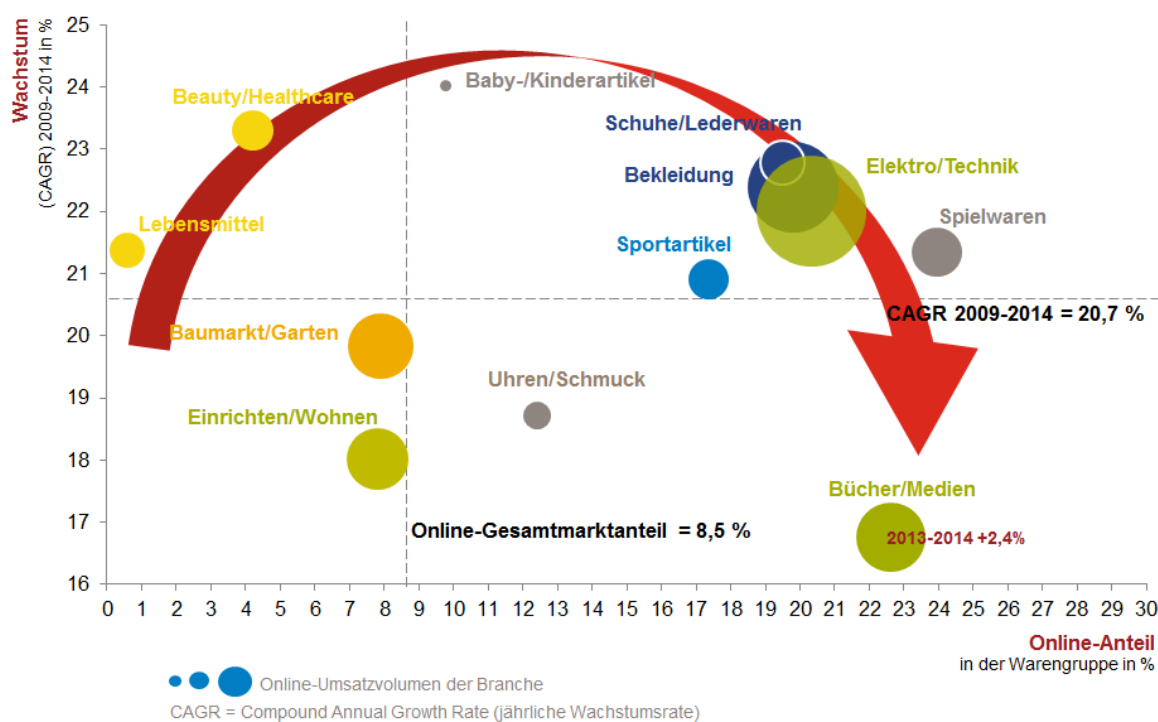 Wachstum
(CAGR) 2009-2014 in %
25
24
23
22
21
20
19
18
17
16
Baby-/Kinderartikel
Beauty/Healthcare
Schuhe/Lederwaren
Elektro/Technik
Bekleidung
Lebensmittel
Spielwaren
Sportartikel
CAGR 2009-2014 = 20,7 %
Baumarkt/Garten
Uhren/Schmuck
Einrichten/Wohnen
Bücher/Medien
Online-Gesamtmarktanteil = 8,5 %
2013-2014 +2,4%
0 1 2 3 4 5 6 7 8 9 10 11 12 13 14 15 16 17 18 19 20 21 22 23 24 25 26 27 28 29 30
Online-Anteil
in der Warengruppe in %
Online-Umsatzvolumen der Branche
CAGR = Compound Annual Growth Rate (jährliche Wachstumsrate)